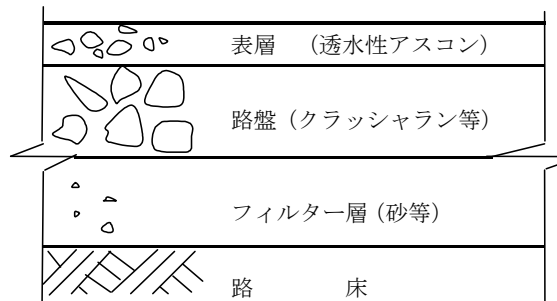 表層　（透水性アスコン）
路盤（クラッシャラン等）
フィルター層（砂等）
路　　　　床